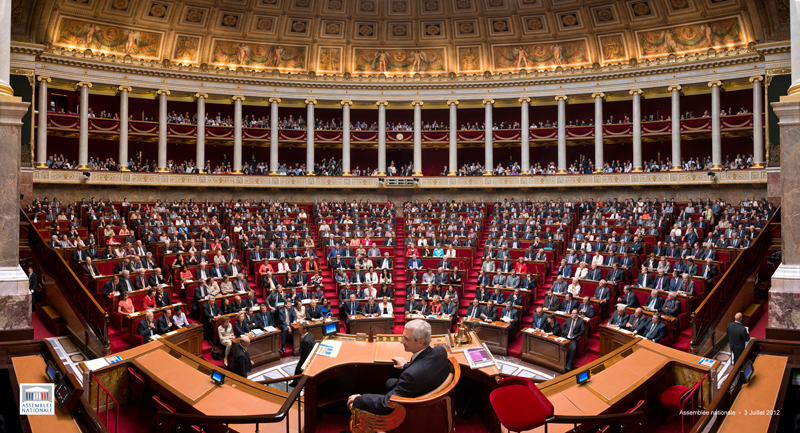 ASSEMBLÉE
NATIONALE
Assemblée nationale - 3 Juillet 2012